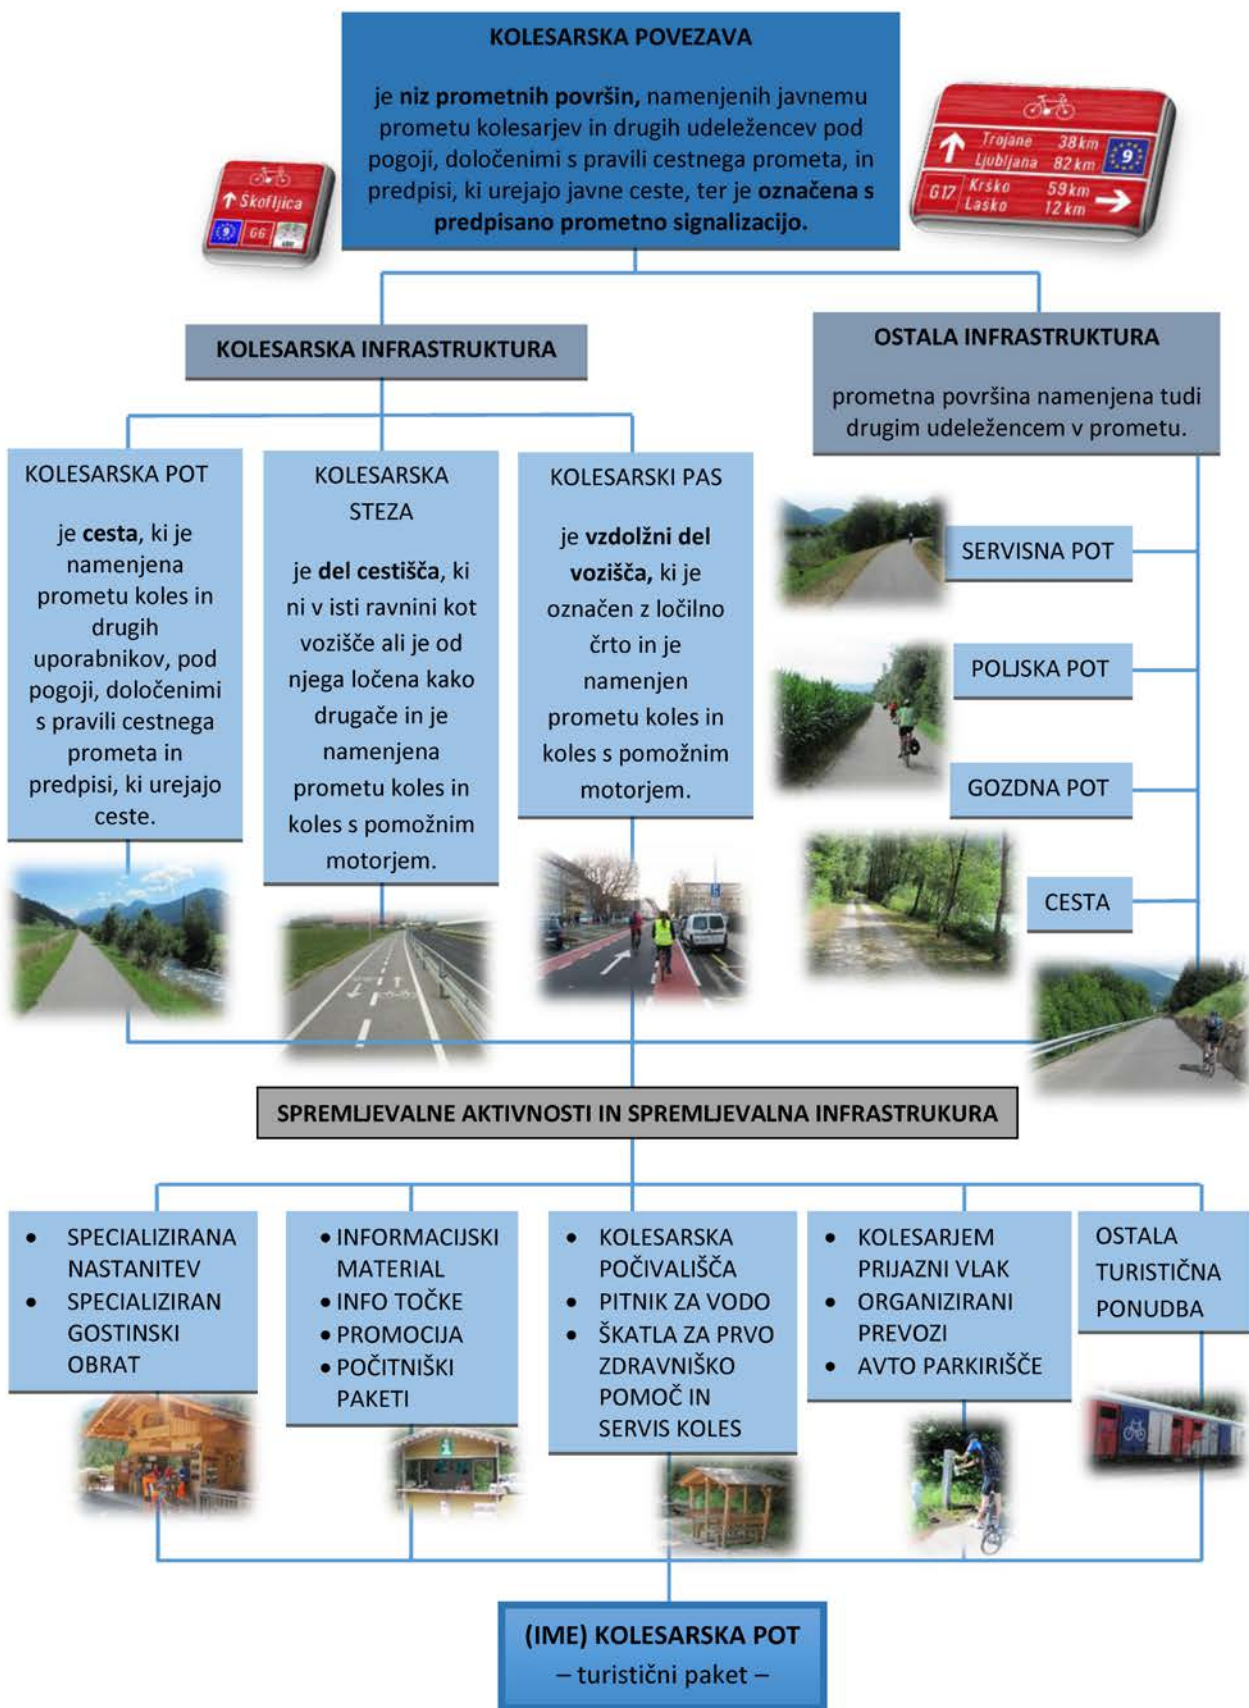 KOLESARSKA POVEZAVA
je niz prometnih površin, namenjenih javnemu
prometu kolesarjev in drugih udeležencev pod
pogoji, določenimi s pravili cestnega prometa, in
predpisi, ki urejajo javne ceste, ter je označena s
predpisano prometno signalizacijo.
Škofljica
9 G6
Trojane 38 km
Ljubljana 82 km
9
G17
Krško 59 km
Laško 12 km
KOLESARSKA INFRASTRUKTURA
OSTALA INFRASTRUKTURA
prometna površina namenjena tudi
drugim udeležencem v prometu.
KOLESARSKA POT
je cesta, ki je
namenjena
prometu koles in
drugih
uporabnikov, pod
pogoji, določenimi
s pravili cestnega
prometa in
predpisi, ki urejajo
ceste.
KOLESARSKA
STEZA
je del cestišča, ki
ni v isti ravnini kot
vozišče ali je od
njega ločena kako
drugače in je
namenjena
prometu koles in
koles s pomožnim
motorjem.
KOLESARSKI PAS
je vzdolžni del
vozišča, ki je
označen z ločilno
črto in je
namenjen
prometu koles in
koles s pomožnim
motorjem.
SERVISNA POT
POLJSKA POT
GOZDNA POT
CESTA
SPREMLJEVALNE AKTIVNOSTI IN SPREMLJEVALNA INFRASTRUKURA
• SPECIALIZIRANA
NASTANITEV
• SPECIALIZIRAN
GOSTINSKI
OBRAT
• INFORMACIJSKI
MATERIAL
• INFO TOČKE
• PROMOCIJA
• POČITNIŠKI
PAKETI
• KOLESARSKA
POČIVALIŠČA
• PITNIK ZA VODO
• ŠKATLA ZA PRVO
ZDRAVNIŠKO
POMOČ IN
SERVIS KOLES
• KOLESARJEM
PRIJAZNI VLAK
• ORGANIZIRANI
PREVOZI
• AVTO PARKIRIŠČE
OSTALA
TURISTIČNA
PONUDBA
i
(IME) KOLESARSKA POT
– turistični paket –